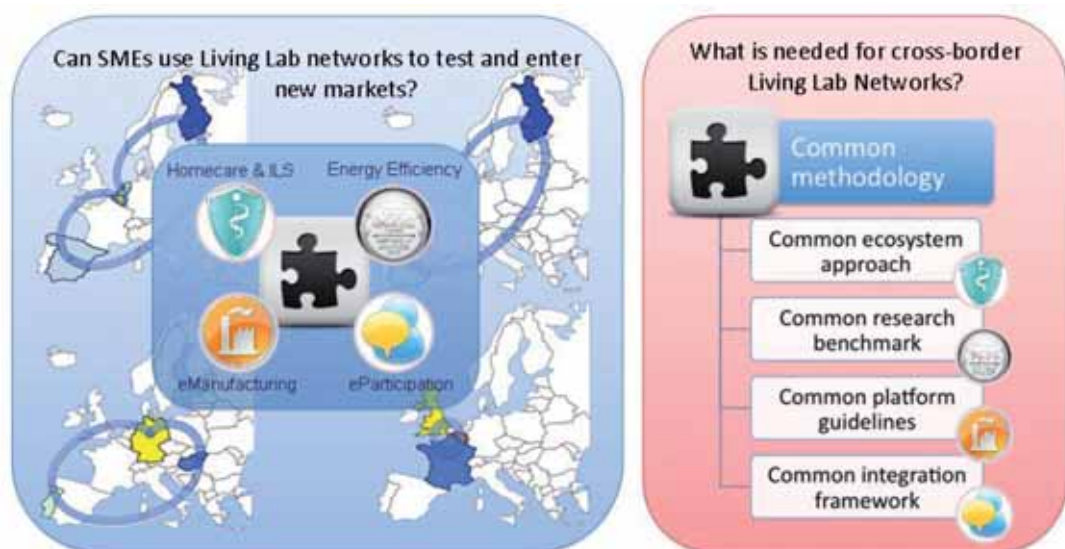 Can SMEs use Living Lab networks to test and enter
new markets?
Homecare & ILS
Energy Efficiency
eManufacturing
eParticipation
What is needed for cross-border
Living Lab Networks?
Common
methodology
Common ecosystem
approach
Common research
benchmark
Common platform
guidelines
Common integration
framework